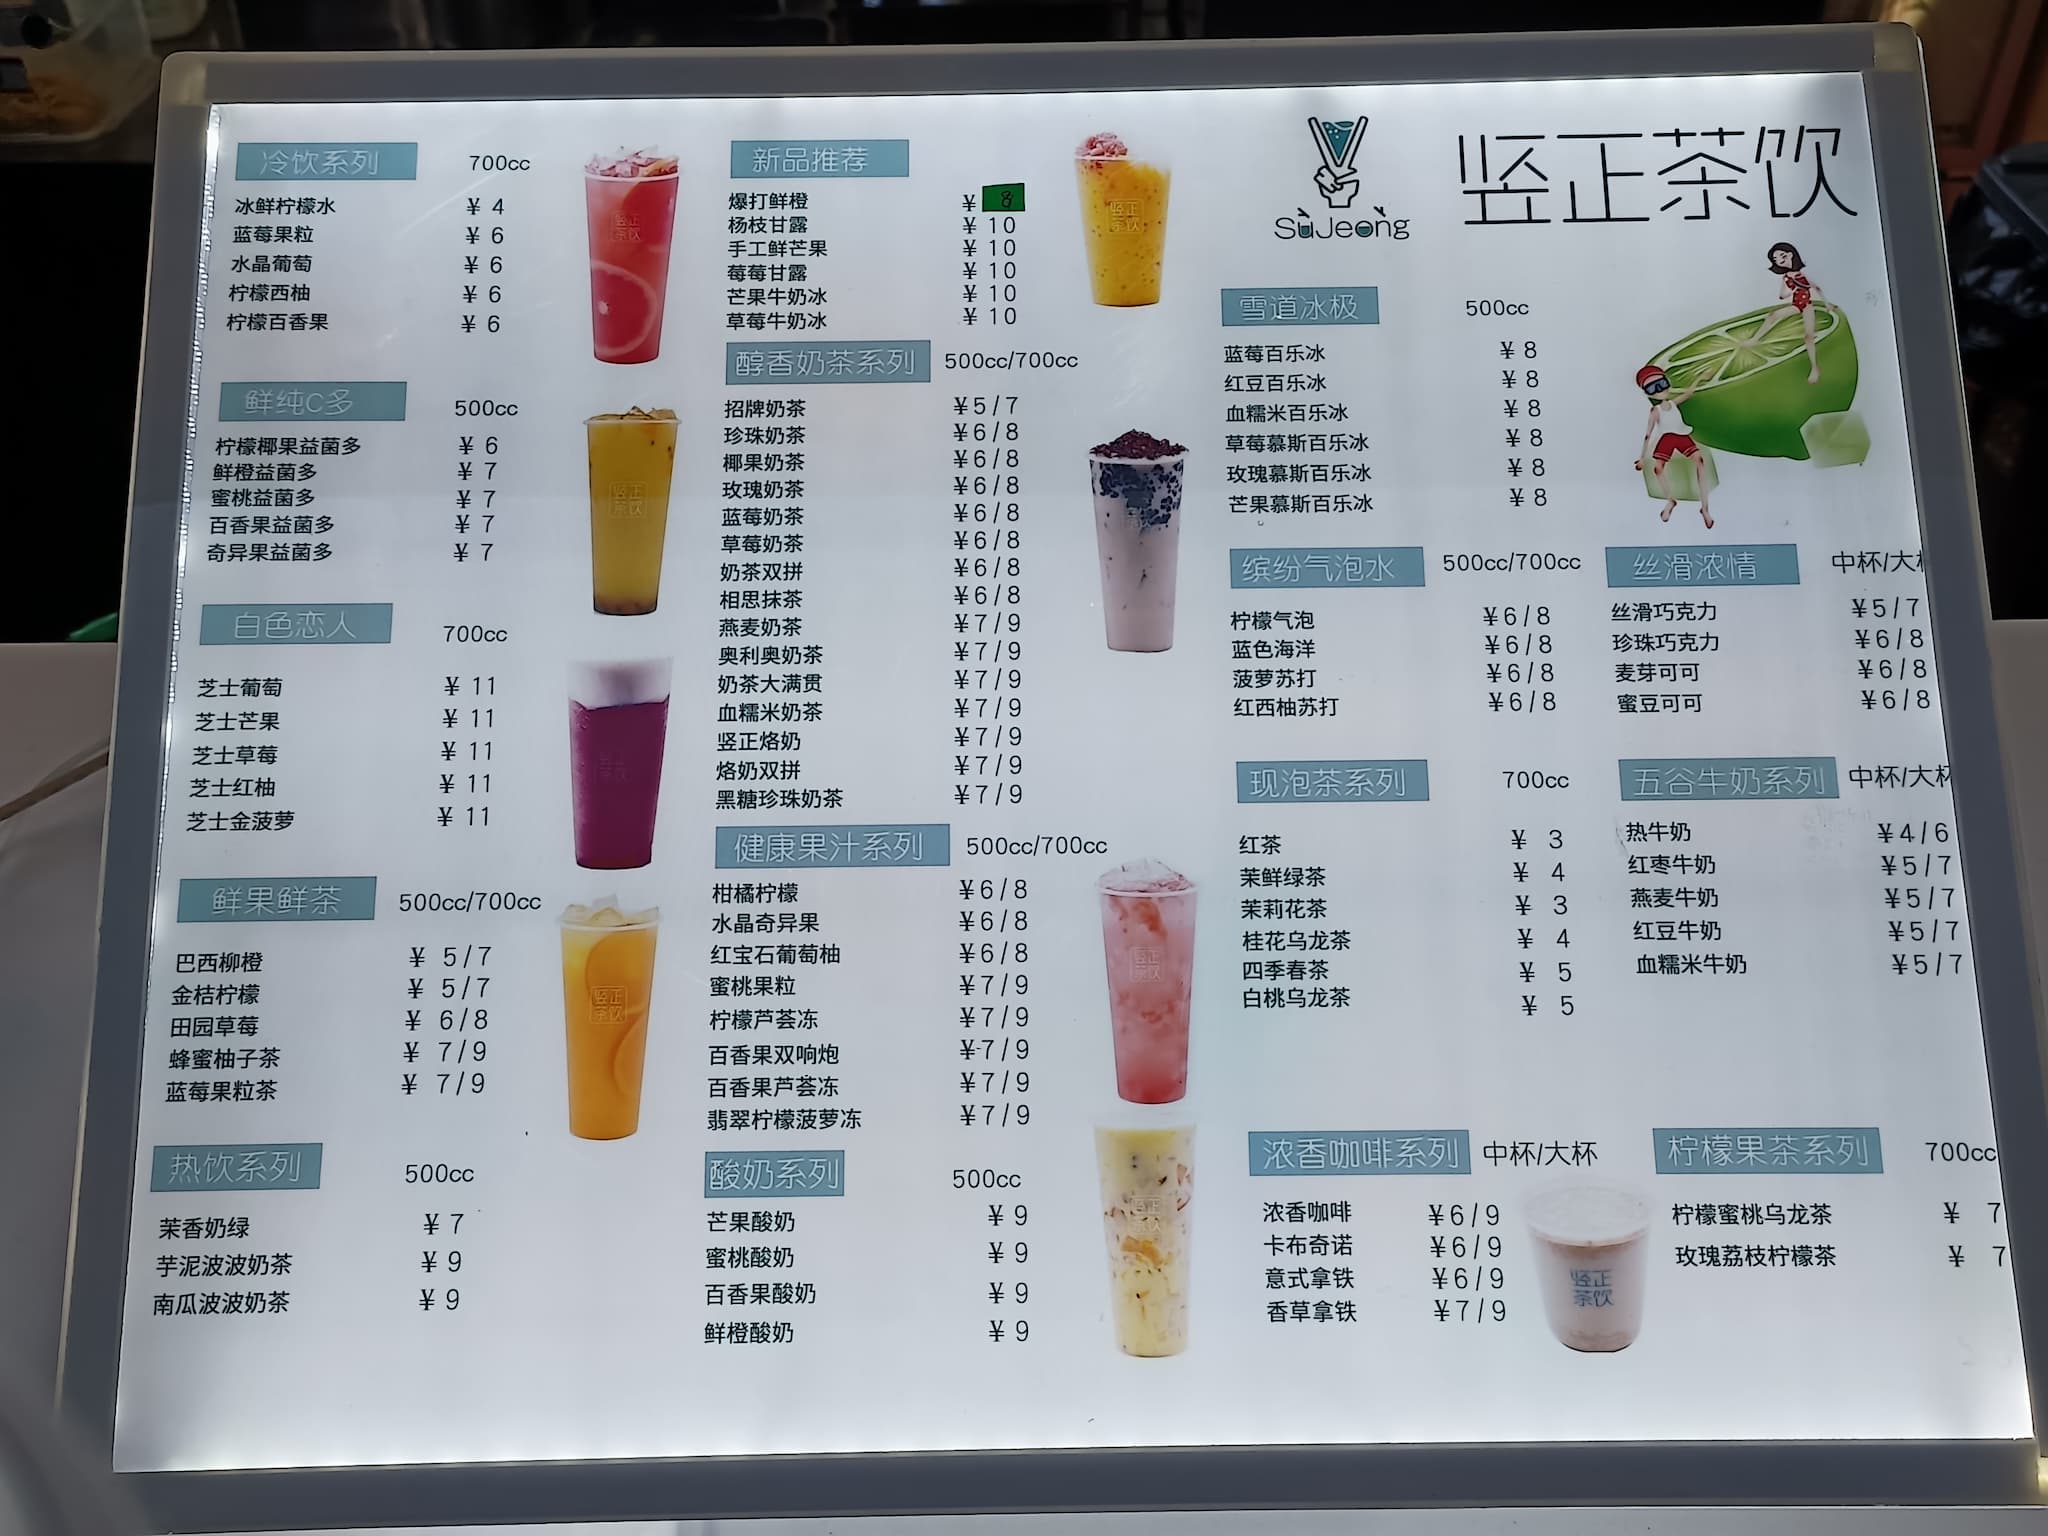 冷饮系列 700cc
冰鲜柠檬水 ¥ 4
蓝莓果粒 ¥ 6
水晶葡萄 ¥ 6
柠檬西柚 ¥ 6
柠檬百香果 ¥ 6
鲜纯C多 500cc
柠檬椰果益菌多 ¥ 6
鲜橙益菌多 ¥ 7
蜜桃益菌多 ¥ 7
百香果益菌多 ¥ 7
奇异果益菌多 ¥ 7
白色恋人 700cc
芝士葡萄 ¥ 11
芝士芒果 ¥ 11
芝士草莓 ¥ 11
芝士红柚 ¥ 11
芝士金菠萝 ¥ 11
鲜果鲜茶 500cc/700cc
巴西柳橙 ¥ 5/7
金桔柠檬 ¥ 5/7
田园草莓 ¥ 6/8
蜂蜜柚子茶 ¥ 7/9
蓝莓果粒茶 ¥ 7/9
热饮系列 500cc
茉香奶绿 ¥ 7
芋泥波波奶茶 ¥ 9
南瓜波波奶茶 ¥ 9
竖正茶饮
竖正茶饮
竖正茶饮
新品推荐
爆打鲜橙 ¥ 8
杨枝甘露 ¥ 10
手工鲜芒果 ¥ 10
莓莓甘露 ¥ 10
芒果牛奶冰 ¥ 10
草莓牛奶冰 ¥ 10
醇香奶茶系列 500cc/700cc
招牌奶茶 ¥5/7
珍珠奶茶 ¥6/8
椰果奶茶 ¥6/8
玫瑰奶茶 ¥6/8
蓝莓奶茶 ¥6/8
草莓奶茶 ¥6/8
奶茶双拼 ¥6/8
相思抹茶 ¥6/8
燕麦奶茶 ¥7/9
奥利奥奶茶 ¥7/9
奶茶大满贯 ¥7/9
血糯米奶茶 ¥7/9
竖正烙奶 ¥7/9
烙奶双拼 ¥7/9
黑糖珍珠奶茶 ¥7/9
健康果汁系列 500cc/700cc
柑橘柠檬 ¥6/8
水晶奇异果 ¥6/8
红宝石葡萄柚 ¥6/8
蜜桃果粒 ¥7/9
柠檬芦荟冻 ¥7/9
百香果双响炮 ¥7/9
百香果芦荟冻 ¥7/9
翡翠柠檬菠萝冻 ¥7/9
酸奶系列 500cc
芒果酸奶 ¥ 9
蜜桃酸奶 ¥ 9
百香果酸奶 ¥ 9
鲜橙酸奶 ¥ 9
竖正茶饮
竖正茶饮
竖正茶饮
SùJeong
竖正茶饮
雪道冰极 500cc
蓝莓百乐冰 ¥ 8
红豆百乐冰 ¥ 8
血糯米百乐冰 ¥ 8
草莓慕斯百乐冰 ¥ 8
玫瑰慕斯百乐冰 ¥ 8
芒果慕斯百乐冰 ¥ 8
缤纷气泡水 500cc/700cc
柠檬气泡 ¥6/8
蓝色海洋 ¥6/8
菠萝苏打 ¥6/8
红西柚苏打 ¥6/8
丝滑浓情 中杯/大
丝滑巧克力 ¥5/7
珍珠巧克力 ¥6/8
麦芽可可 ¥6/8
蜜豆可可 ¥6/8
现泡茶系列 700cc
红茶 ¥ 3
茉鲜绿茶 ¥ 4
茉莉花茶 ¥ 3
桂花乌龙茶 ¥ 4
四季春茶 ¥ 5
白桃乌龙茶 ¥ 5
五谷牛奶系列 中杯/大杯
热牛奶 ¥4/6
红枣牛奶 ¥5/7
燕麦牛奶 ¥5/7
红豆牛奶 ¥5/7
血糯米牛奶 ¥5/7
浓香咖啡系列 中杯/大杯
浓香咖啡 ¥6/9
卡布奇诺 ¥6/9
意式拿铁 ¥6/9
香草拿铁 ¥7/9
竖正茶饮
柠檬果茶系列 700cc
柠檬蜜桃乌龙茶 ¥ 7
玫瑰荔枝柠檬茶 ¥ 7